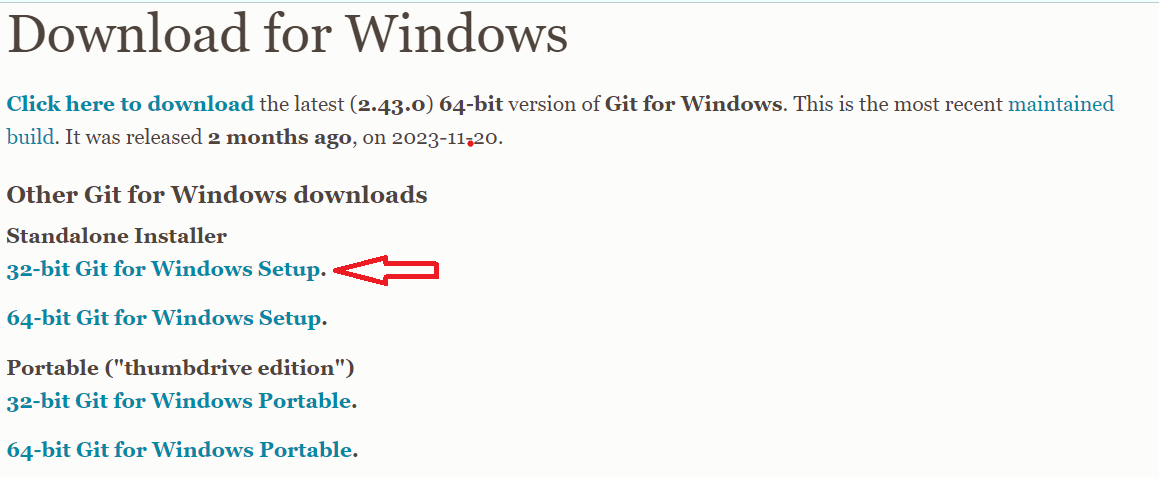 Download for Windows
Click here to download the latest (2.43.0) 64-bit version of Git for Windows. This is the most recent maintained
build. It was released 2 months ago, on 2023-11-20.
Other Git for Windows downloads
Standalone Installer
32-bit Git for Windows Setup.
64-bit Git for Windows Setup.
Portable ("thumbdrive edition")
32-bit Git for Windows Portable.
64-bit Git for Windows Portable.